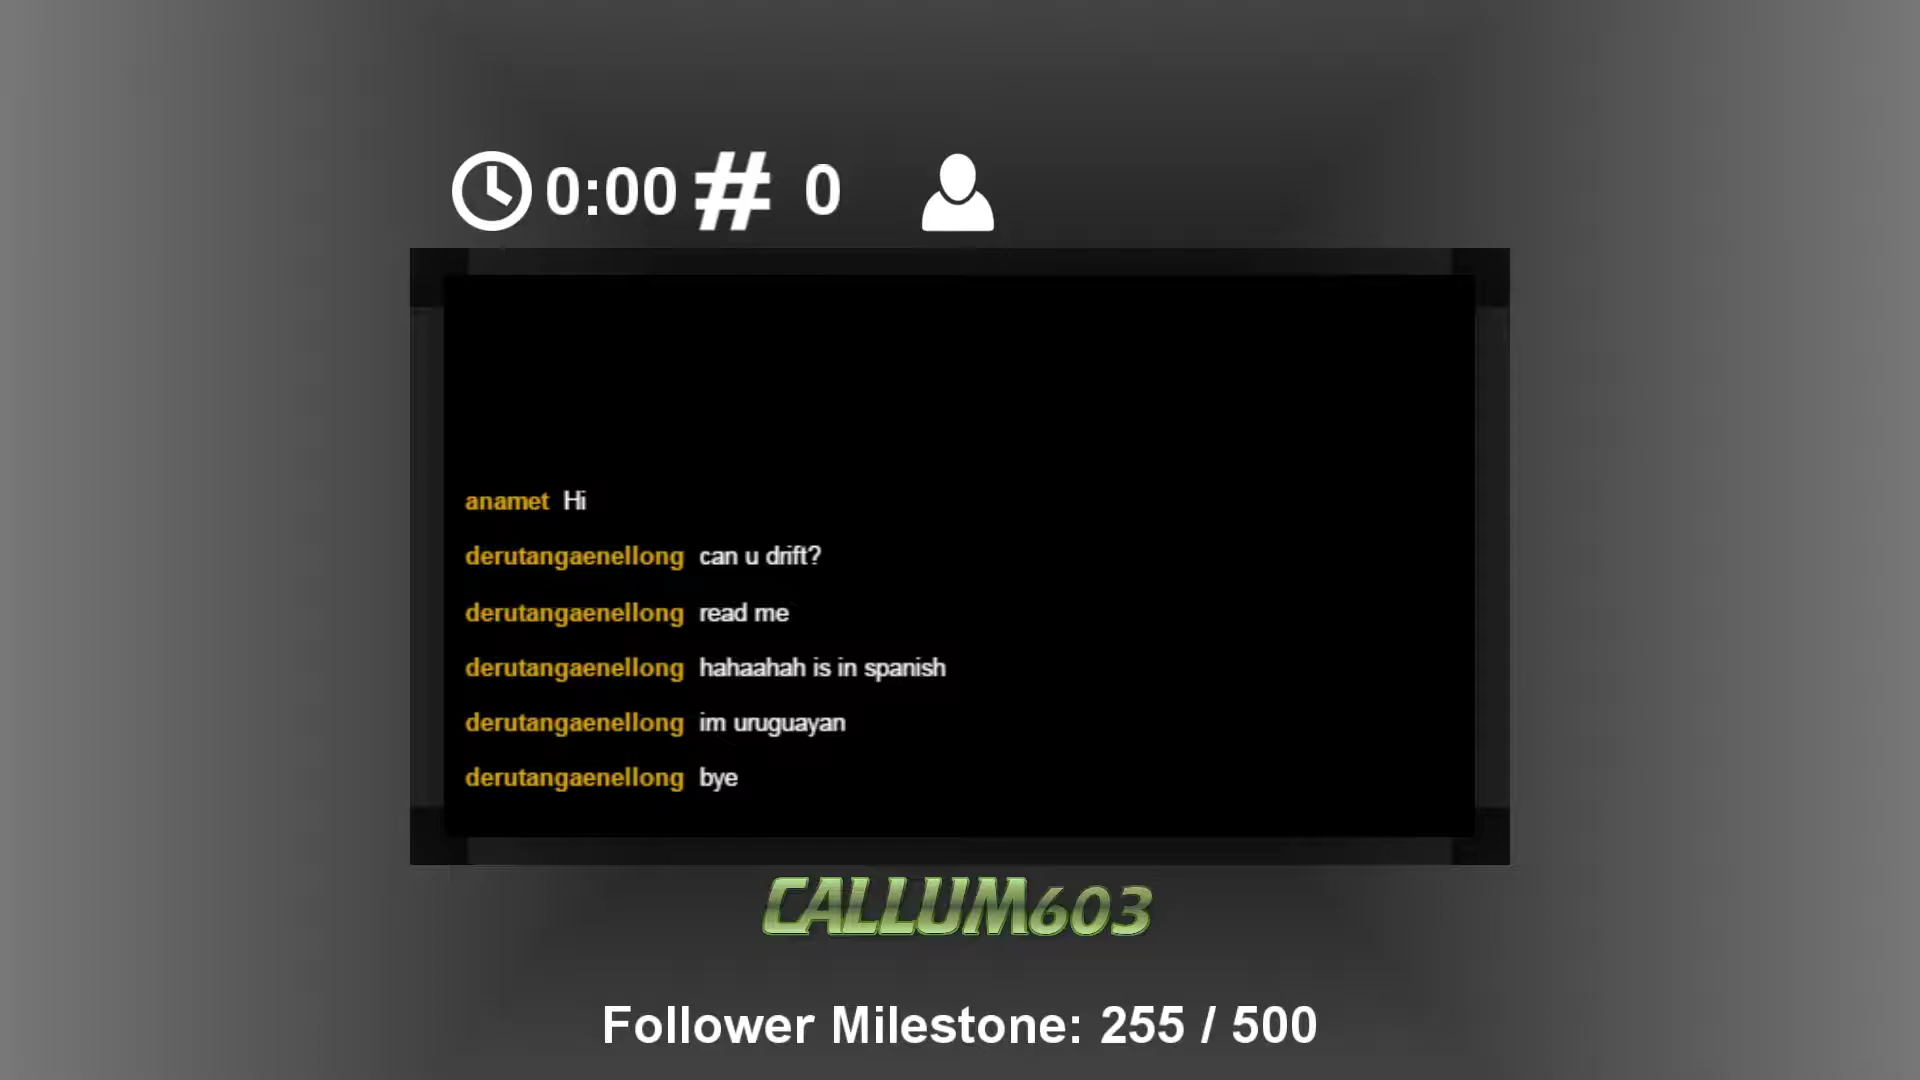 0:00 # 0
anamet Hi
derutangaenellong can u drift?
derutangaenellong read me
derutangaenellong hahaahah is in spanish
derutangaenellong im uruguayan
derutangaenellong bye
CALLUM603
Follower Milestone: 255 / 500